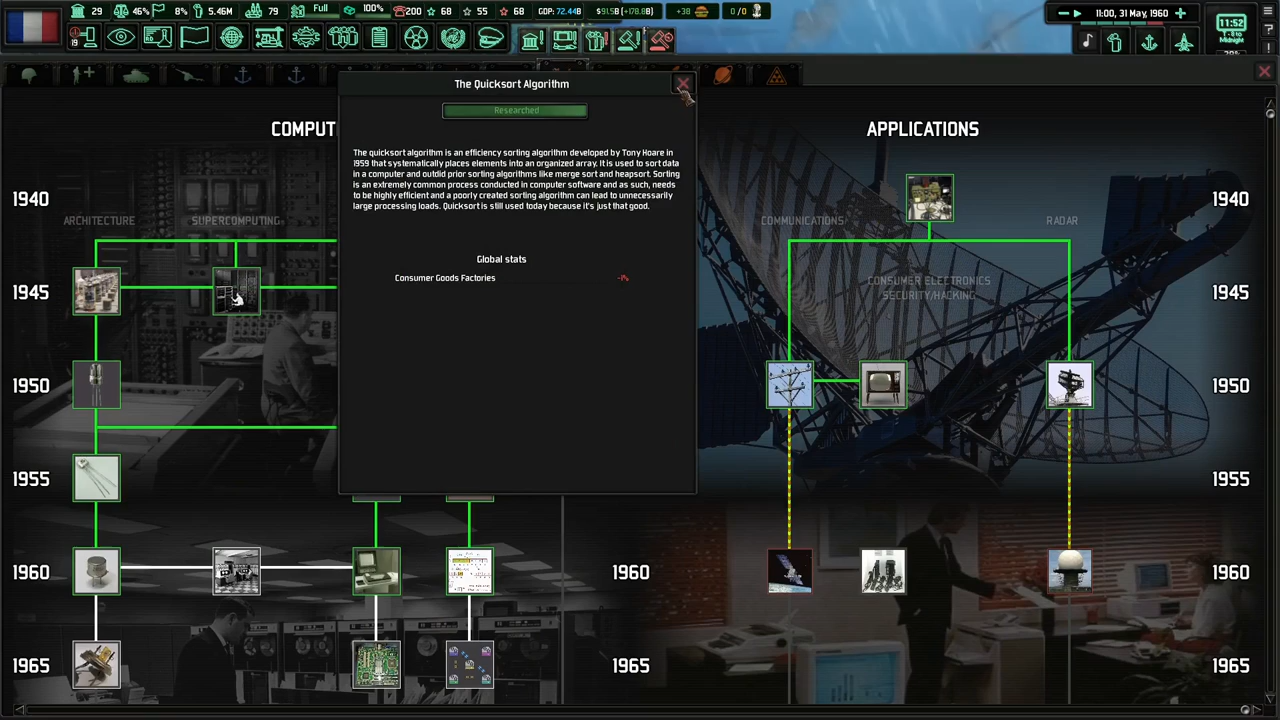 29 46% 8% 5.46M 79 Full 100% 200 68 55 68 GDP: 72.44B +38 0/0 11:00, 31 May, 1960
19
11:52
The Quicksort Algorithm
Researched
The quicksort algorithm is an efficiency sorting algorithm developed by Tony Hoare in
1959 that systematically places elements into an organized array. It is used to sort data
in a computer and outdid prior sorting algorithms like merge sort and heapsort. Sorting
is an extremely common process conducted in computer software and as such, needs
to be highly efficient and a poorly created sorting algorithm can lead to unnecessarily
large processing loads. Quicksort is still used today because it's just that good.
Global stats
Consumer Goods Factories -1%
COMPUT
APPLICATIONS
1940 1940
ARCHITECTURE SUPERCOMPUTING COMMUNICATIONS RADAR
CONSUMER ELECTRONICS
SECURITY/HACKING
1945 1945
1950 1950
1955 1955
1960 1960 1960
1965 1965 1965